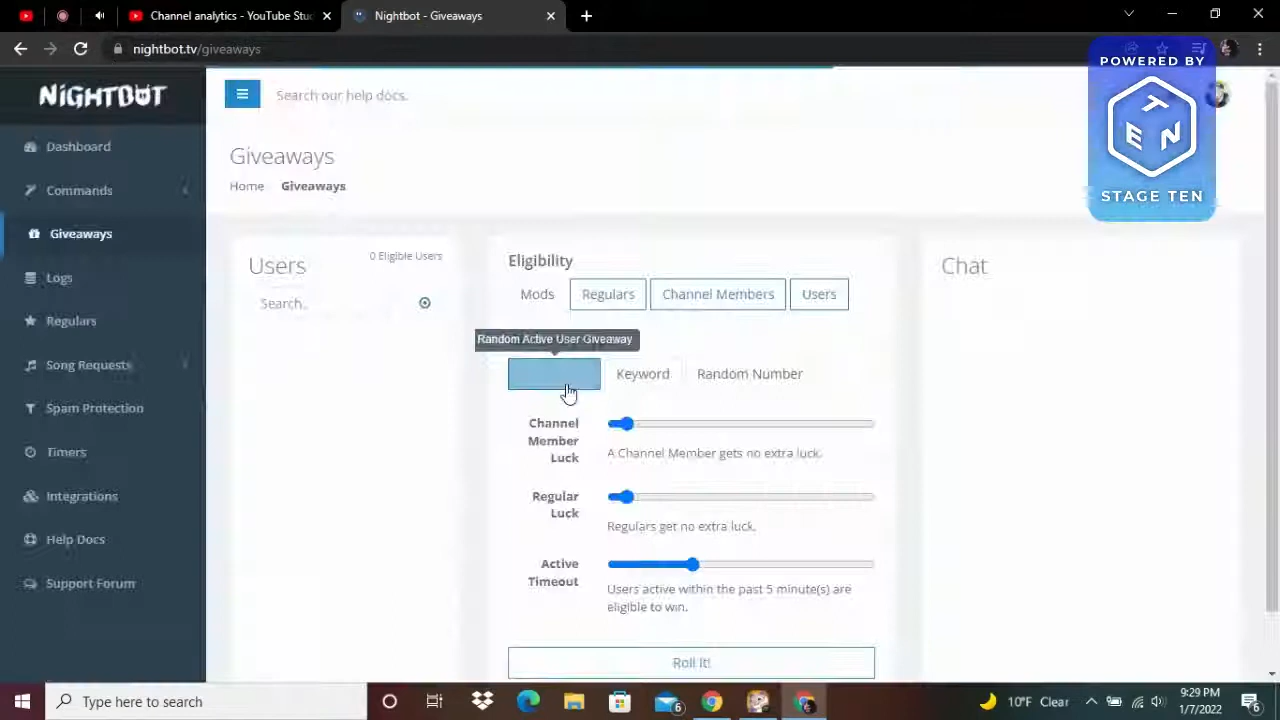 Channel analytics - YouTube Stu
Nightbot - Giveaways
nightbot.tv/giveaways
POWERED BY
TEN
STAGE TEN
NIGHTBOT
Search our help docs.
Dashboard
Commands
Giveaways
Logs
Regulars
Song Requests
Spam Protection
Timers
Integrations
Help Docs
Support Forum
Giveaways
Home Giveaways
Users
0 Eligible Users
Search.
Eligibility
Mods Regulars Channel Members Users
Random Active User Giveaway
Keyword Random Number
Channel
Member
Luck
A Channel Member gets no extra luck.
Regular
Luck
Regulars get no extra luck.
Active
Timeout
Users active within the past 5 minute(s) are
eligible to win.
Roll It!
Chat
Type here to search
6
10°F Clear
9:29 PM
1/7/2022
6